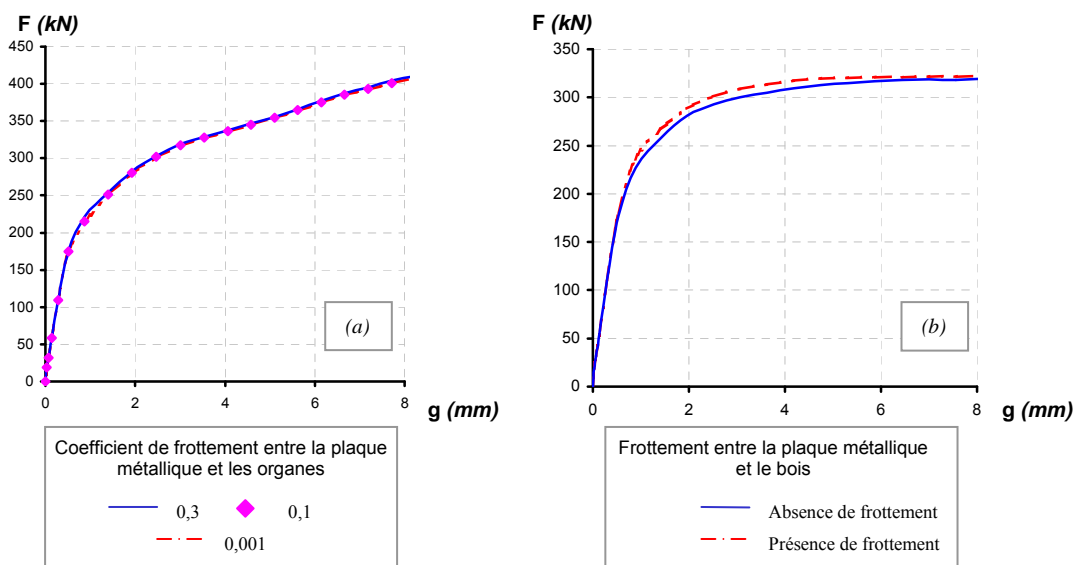 F (kN)
450
400
350
300
250
200
150
100
50
0
(a)
0 2 4 6 8
g (mm)
Coefficient de frottement entre la plaque
métallique et les organes
0,3 0,1
0,001
F (kN)
350
300
250
200
150
100
50
0
(b)
0 2 4 6 8
g (mm)
Frottement entre la plaque métallique
et le bois
Absence de frottement
Présence de frottement